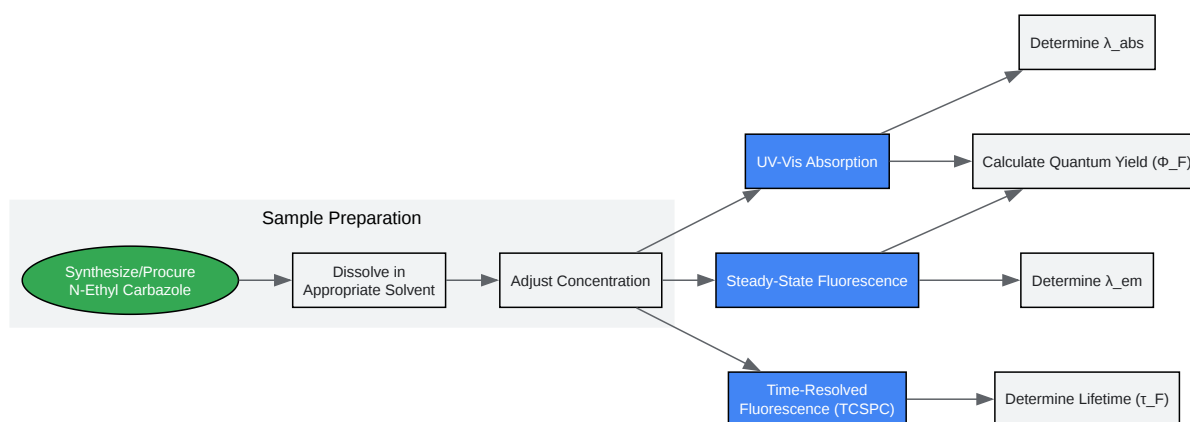 Sample Preparation
Synthesize/Procure
N-Ethyl Carbazole
Dissolve in
Appropriate Solvent
Adjust Concentration
UV-Vis Absorption
Steady-State Fluorescence
Time-Resolved
Fluorescence (TCSPC)
Determine λ_abs
Calculate Quantum Yield (Φ_F)
Determine λ_em
Determine Lifetime (τ_F)